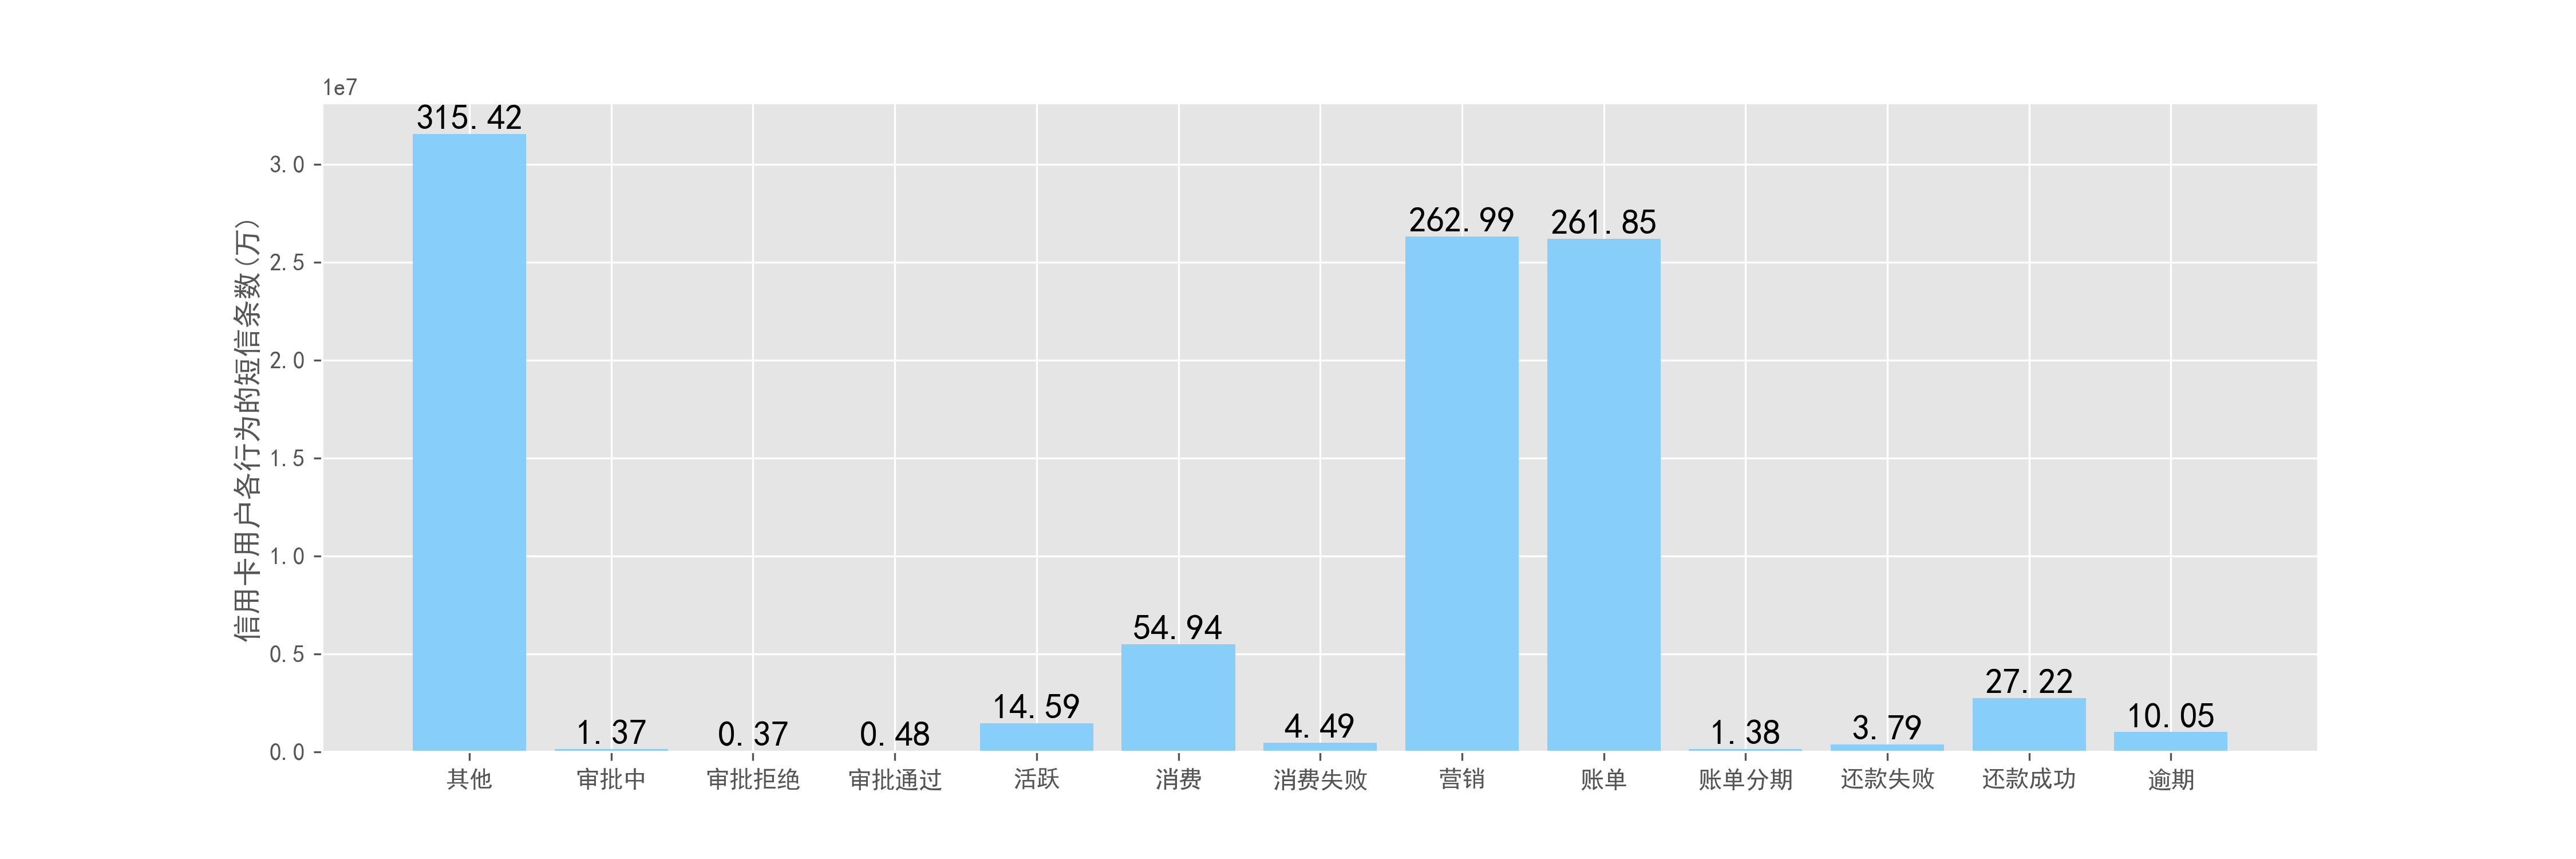 1e7
信用卡用户各行为的短信条数(万)
3.0
2.5
2.0
1.5
1.0
0.5
0.0
315.42
1.37
0.37
0.48
14.59
54.94
4.49
262.99
261.85
1.38
3.79
27.22
10.05
其他
审批中
审批拒绝
审批通过
活跃
消费
消费失败
营销
账单
账单分期
还款失败
还款成功
逾期